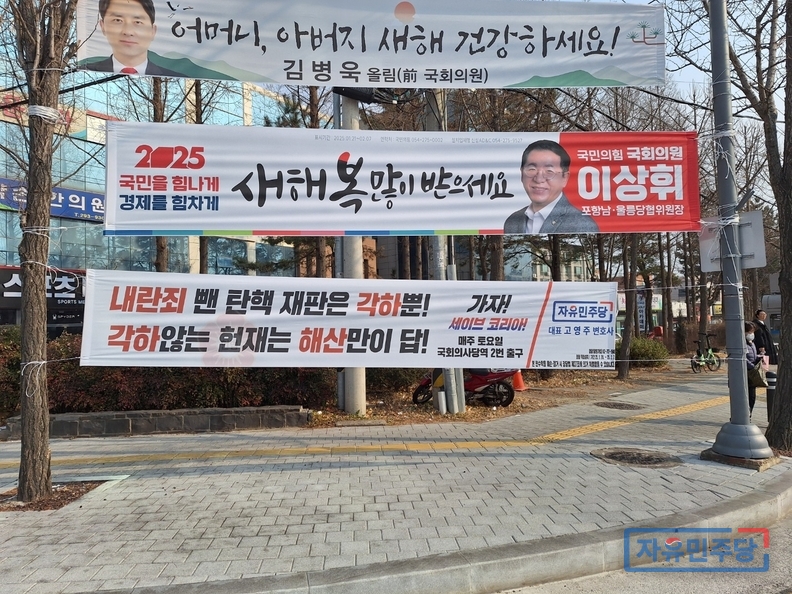 어머니, 아버지 새해 건강하세요!
김병욱 올림(前 국회의원)
2025
국민을 힘나게
경제를 힘차게
새해 복 많이 받으세요
국민의힘 국회의원
이상휘
포항남·울릉당협위원장
내란죄 뺀 탄핵 재판은 각하뿐!
각하않는 헌재는 해산만이 답!
가자!
세이브 코리아!
매주 토요일
국회의사당역 2번 출구
자유민주당
대표 고영주 변호사
한의원
스포츠
SPORTS
SPYDER
자유민주당